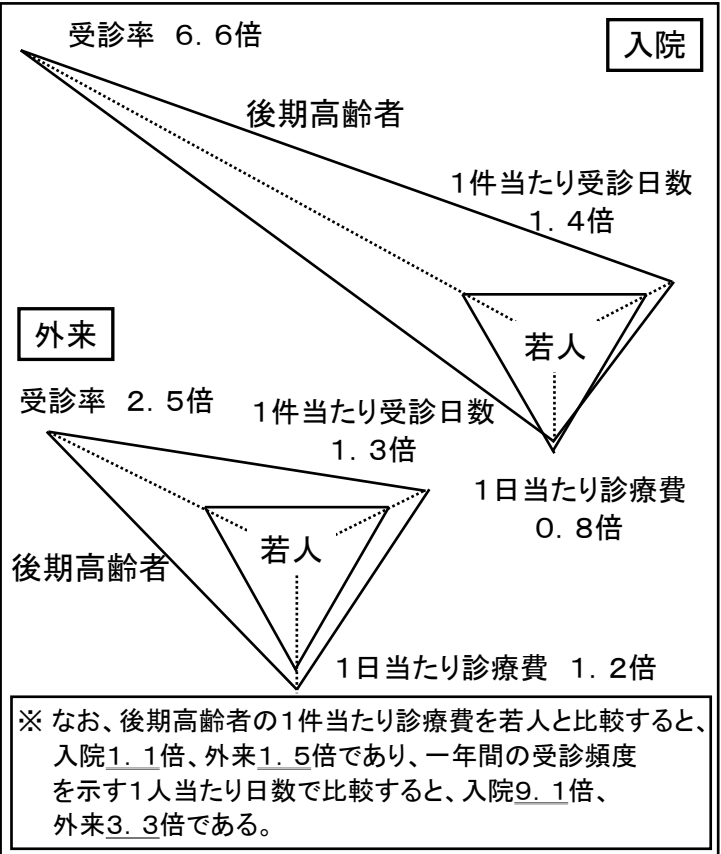 受診率 6．6倍
入院
後期高齢者
1件当たり受診日数
1．4倍
若人
1日当たり診療費
0．8倍
外来
受診率 2．5倍
1件当たり受診日数
1．3倍
若人
後期高齢者
1日当たり診療費 1．2倍
※ なお、後期高齢者の1件当たり診療費を若人と比較すると、
入院1．1倍、外来1．5倍であり、一年間の受診頻度
を示す1人当たり日数で比較すると、入院9．1倍、
外来3．3倍である。